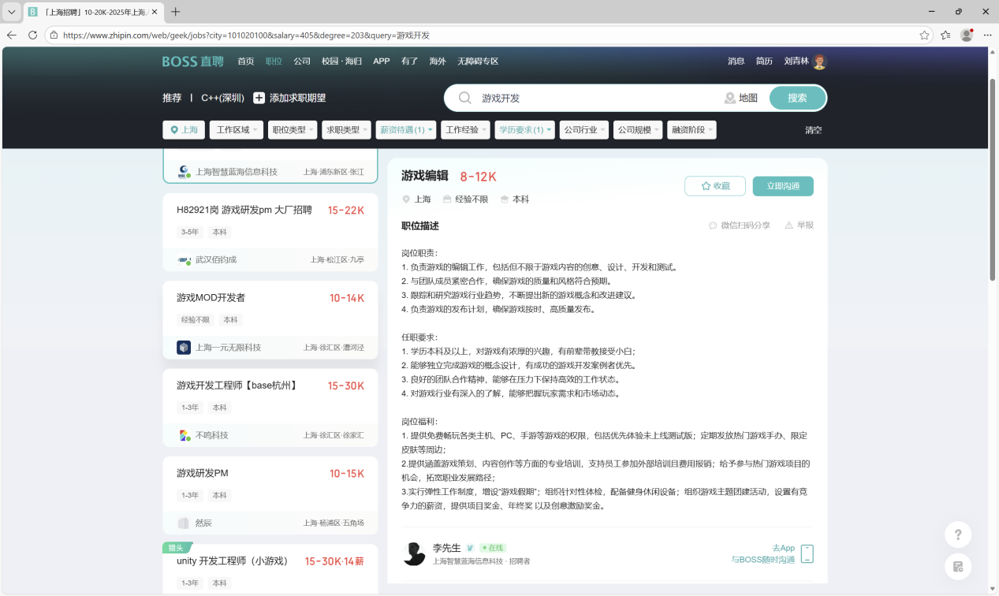 「上海招聘」10-20K-2025年上海
https://www.zhipin.com/web/geek/jobs?city=101020100&salary=405&degree=203&query=游戏开发
BOSS 直聘 首页 职位 公司 校园·海归 APP 有了 海外 无障碍专区 消息 简历 刘青林
推荐 C++(深圳) 添加求职期望 游戏开发 地图 搜索
上海 工作区域 职位类型 求职类型 薪资待遇(1) 工作经验 学历要求(1) 公司行业 公司规模 融资阶段 清空
上海智慧蓝海信息科技 上海·浦东新区·张江
H82921岗 游戏研发pm 大厂招聘 15-22K
3-5年 本科
武汉佰钧成 上海·松江区·九亭
游戏MOD开发者 10-14K
经验不限 本科
上海一元无限科技 上海·徐汇区·漕河泾
游戏开发工程师【base杭州】 15-30K
1-3年 本科
不鸣科技 上海·徐汇区·徐家汇
游戏研发PM 10-15K
1-3年 本科
然辰 上海·杨浦区·五角场
猎头
unity 开发工程师（小游戏） 15-30K·14薪
1-3年 本科
游戏编辑 8-12K
收藏 立即沟通
上海 经验不限 本科
职位描述 微信扫码分享 举报
岗位职责：
1. 负责游戏的编辑工作，包括但不限于游戏内容的创意、设计、开发和测试。
2. 与团队成员紧密合作，确保游戏的质量和风格符合预期。
3. 跟踪和研究游戏行业趋势，不断提出新的游戏概念和改进建议。
4. 负责游戏的发布计划，确保游戏按时、高质量发布。
任职要求：
1. 学历本科及以上，对游戏有浓厚的兴趣，有前辈带教接受小白；
2. 能够独立完成游戏的概念设计，有成功的游戏开发案例者优先。
3. 良好的团队合作精神，能够在压力下保持高效的工作状态。
4. 对游戏行业有深入的了解，能够把握玩家需求和市场动态。
岗位福利：
1. 提供免费畅玩各类主机、PC、手游等游戏的权限，包括优先体验未上线测试版；定期发放热门游戏手办、限定
皮肤等周边；
2.提供涵盖游戏策划、内容创作等方面的专业培训，支持员工参加外部培训且费用报销；给予参与热门游戏项目的
机会，拓宽职业发展路径；
3.实行弹性工作制度，增设“游戏假期”；组织针对性体检，配备健身休闲设备；组织游戏主题团建活动，设置有竞
争力的薪资，提供项目奖金、年终奖 以及创意激励奖金。
李先生 在线
上海智慧蓝海信息科技 · 招聘者
去App
与BOSS随时沟通